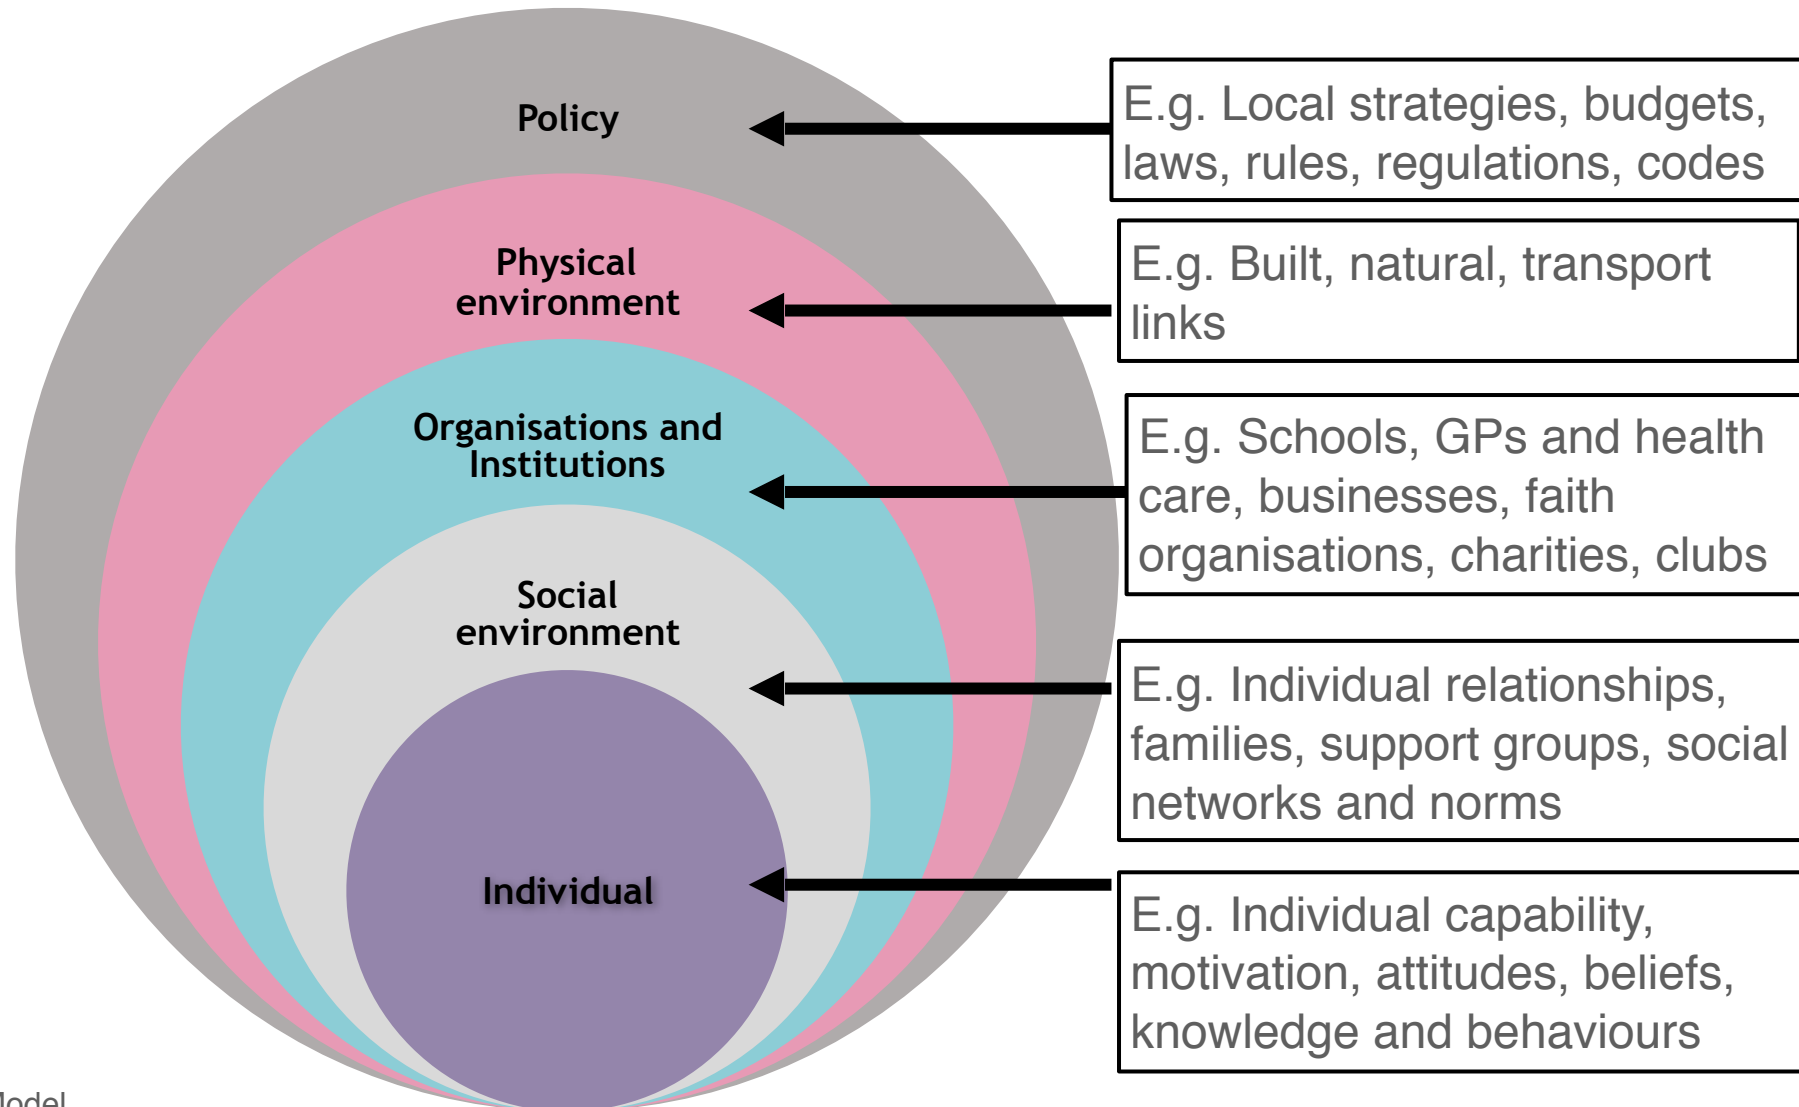 Policy
E.g. Local strategies, budgets,
laws, rules, regulations, codes
Physical
environment
E.g. Built, natural, transport
links
Organisations and
Institutions
E.g. Schools, GPs and health
care, businesses, faith
organisations, charities, clubs
Social
environment
E.g. Individual relationships,
families, support groups, social
networks and norms
Individual
E.g. Individual capability,
motivation, attitudes, beliefs,
knowledge and behaviours
Model